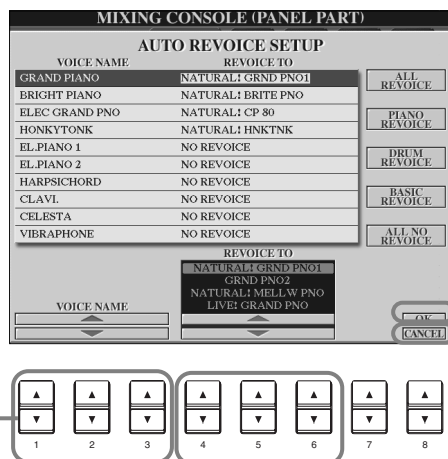 MIXING CONSOLE (PANEL PART)
AUTO REVOICE SETUP
VOICE NAME REVOICE TO
GRAND PIANO NATURAL! GRND PNO1
BRIGHT PIANO NATURAL! BRITE PNO
ELEC GRAND PNO NATURAL! CP 80
HONKYTONK NATURAL! HNKTNK
EL.PIANO 1 NO REVOICE
EL.PIANO 2 NO REVOICE
HARPSICHORD NO REVOICE
CLAVI. NO REVOICE
CELESTA NO REVOICE
VIBRAPHONE NO REVOICE
ALL
REVOICE
PIANO
REVOICE
DRUM
REVOICE
BASIC
REVOICE
ALL NO
REVOICE
REVOICE TO
NATURAL! GRND PNO1
GRND PNO2
NATURAL! MELLW PNO
LIVE! GRAND PNO
VOICE NAME
OK
CANCEL
1 2 3 4 5 6 7 8